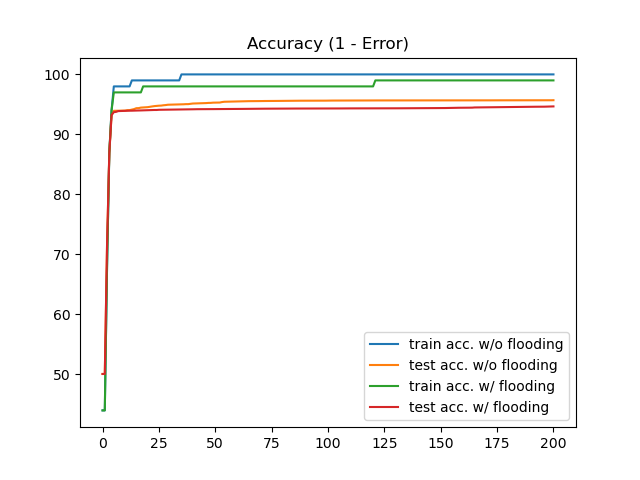 Accuracy (1 - Error)
100
90
80
70
60
50
train acc. w/o flooding
test acc. w/o flooding
train acc. w/ flooding
test acc. w/ flooding
0 25 50 75 100 125 150 175 200